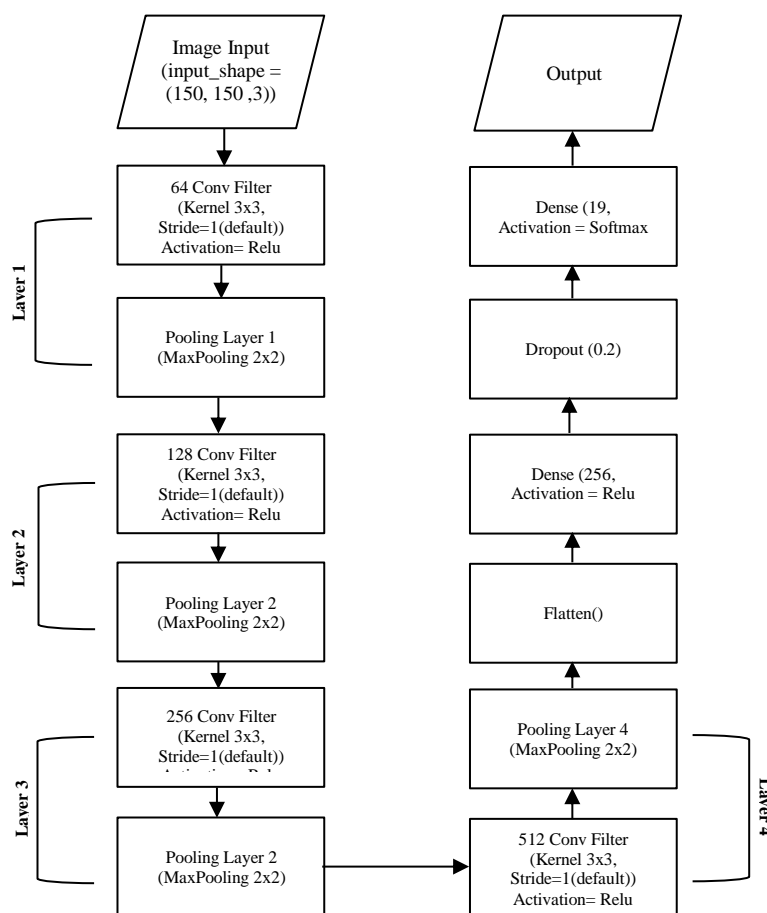 Image Input
(input_shape =
(150, 150 ,3))
64 Conv Filter
(Kernel 3x3,
Stride=1(default))
Activation= Relu
Pooling Layer 1
(MaxPooling 2x2)
Layer 1
128 Conv Filter
(Kernel 3x3,
Stride=1(default))
Activation= Relu
Pooling Layer 2
(MaxPooling 2x2)
Layer 2
256 Conv Filter
(Kernel 3x3,
Stride=1(default))
Activation= Relu
Pooling Layer 2
(MaxPooling 2x2)
Layer 3
512 Conv Filter
(Kernel 3x3,
Stride=1(default))
Activation= Relu
Pooling Layer 4
(MaxPooling 2x2)
Layer 4
Flatten()
Dense (256,
Activation = Relu
Dropout (0.2)
Dense (19,
Activation = Softmax
Output